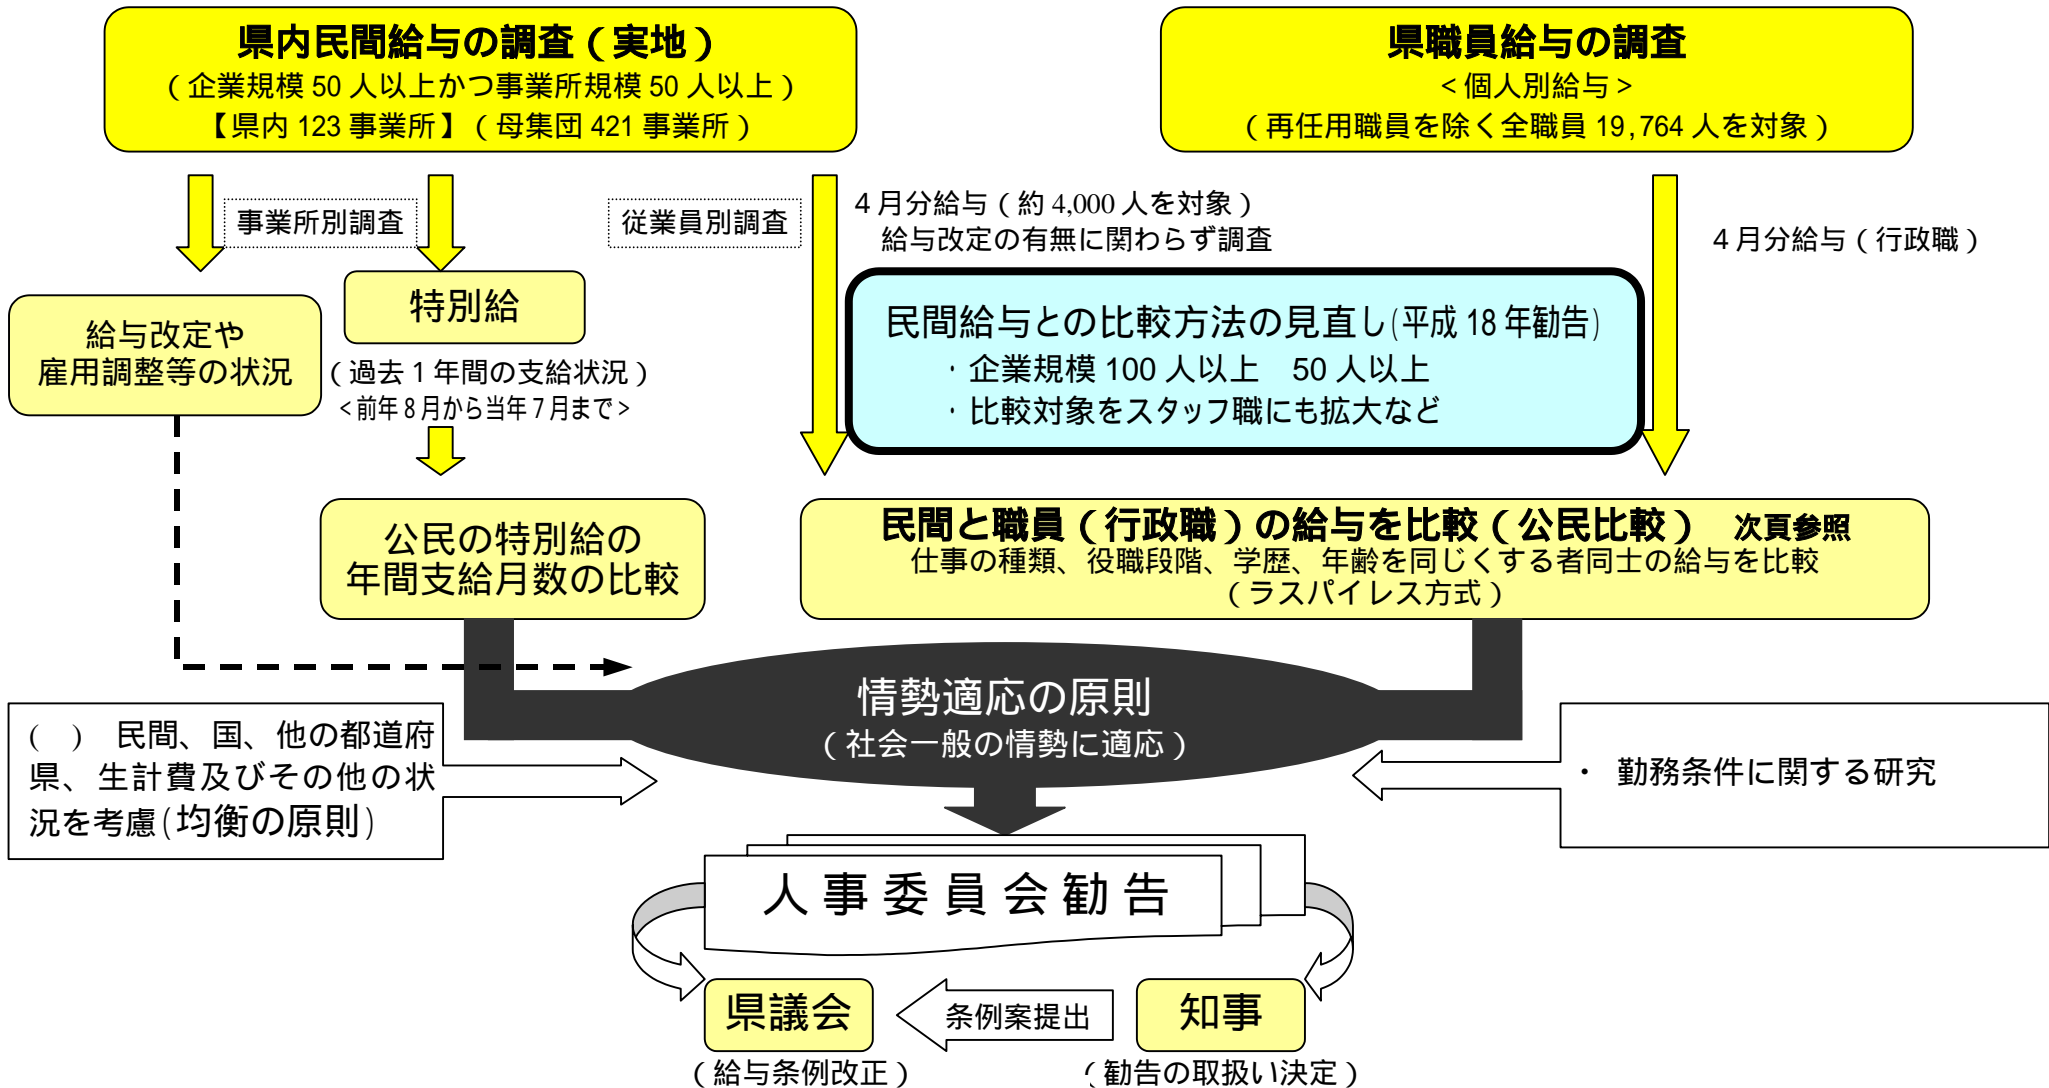 県内民間給与の調査（実地）
（企業規模 50 人以上かつ事業所規模 50 人以上）
【県内 123 事業所】（母集団 421 事業所）
県職員給与の調査
＜個人別給与＞
（再任用職員を除く全職員 19,764 人を対象）
事業所別調査
従業員別調査
４月分給与（約 4,000 人を対象）
給与改定の有無に関わらず調査
４月分給与（行政職）
給与改定や
雇用調整等の状況
特別給
（過去１年間の支給状況）
＜前年８月から当年７月まで＞
民間給与との比較方法の見直し(平成 18 年勧告)
・企業規模 100 人以上　50 人以上
・比較対象をスタッフ職にも拡大など
公民の特別給の
年間支給月数の比較
民間と職員（行政職）の給与を比較（公民比較）　次頁参照
仕事の種類、役職段階、学歴、年齢を同じくする者同士の給与を比較
（ラスパイレス方式）
情勢適応の原則
（社会一般の情勢に適応）
(　)　民間、国、他の都道府
県、生計費及びその他の状
況を考慮(均衡の原則)
・　勤務条件に関する研究
人事委員会勧告
県議会
条例案提出
知事
（給与条例改正）
（勧告の取扱い決定）